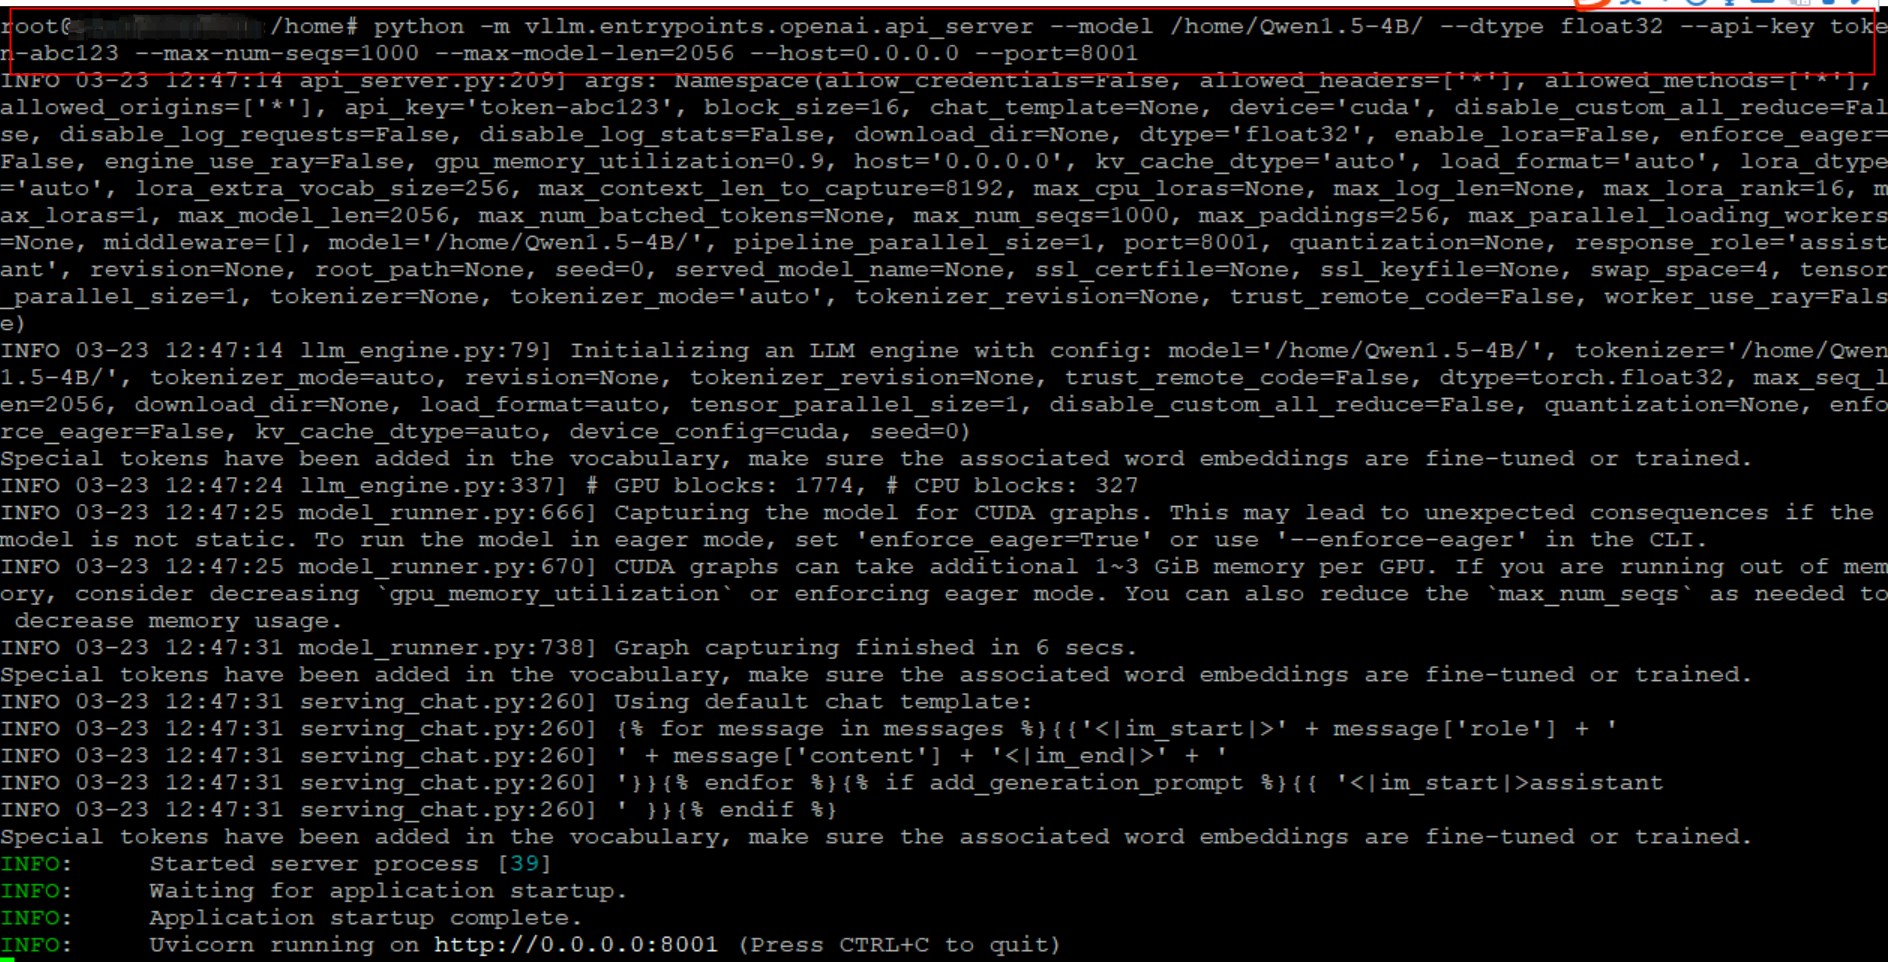 root@ :/home# python -m vllm.entrypoints.openai.api_server --model /home/Qwen1.5-4B/ --dtype float32 --api-key toke
n-abc123 --max-num-seqs=1000 --max-model-len=2056 --host=0.0.0.0 --port=8001
INFO 03-23 12:47:14 api_server.py:209] args: Namespace(allow_credentials=False, allowed_headers=['*'], allowed_methods=['*'],
allowed_origins=['*'], api_key='token-abc123', block_size=16, chat_template=None, device='cuda', disable_custom_all_reduce=Fal
se, disable_log_requests=False, disable_log_stats=False, download_dir=None, dtype='float32', enable_lora=False, enforce_eager=
False, engine_use_ray=False, gpu_memory_utilization=0.9, host='0.0.0.0', kv_cache_dtype='auto', load_format='auto', lora_dtype
='auto', lora_extra_vocab_size=256, max_context_len_to_capture=8192, max_cpu_loras=None, max_log_len=None, max_lora_rank=16, m
ax_loras=1, max_model_len=2056, max_num_batched_tokens=None, max_num_seqs=1000, max_paddings=256, max_parallel_loading_workers
=None, middleware=[], model='/home/Qwen1.5-4B/', pipeline_parallel_size=1, port=8001, quantization=None, response_role='assist
ant', revision=None, root_path=None, seed=0, served_model_name=None, ssl_certfile=None, ssl_keyfile=None, swap_space=4, tensor
_parallel_size=1, tokenizer=None, tokenizer_mode='auto', tokenizer_revision=None, trust_remote_code=False, worker_use_ray=Fals
e)
INFO 03-23 12:47:14 llm_engine.py:79] Initializing an LLM engine with config: model='/home/Qwen1.5-4B/', tokenizer='/home/Qwen
1.5-4B/', tokenizer_mode=auto, revision=None, tokenizer_revision=None, trust_remote_code=False, dtype=torch.float32, max_seq_l
en=2056, download_dir=None, load_format=auto, tensor_parallel_size=1, disable_custom_all_reduce=False, quantization=None, enfo
rce_eager=False, kv_cache_dtype=auto, device_config=cuda, seed=0)
Special tokens have been added in the vocabulary, make sure the associated word embeddings are fine-tuned or trained.
INFO 03-23 12:47:24 llm_engine.py:337] # GPU blocks: 1774, # CPU blocks: 327
INFO 03-23 12:47:25 model_runner.py:666] Capturing the model for CUDA graphs. This may lead to unexpected consequences if the
model is not static. To run the model in eager mode, set 'enforce_eager=True' or use '--enforce-eager' in the CLI.
INFO 03-23 12:47:25 model_runner.py:670] CUDA graphs can take additional 1~3 GiB memory per GPU. If you are running out of mem
ory, consider decreasing `gpu_memory_utilization` or enforcing eager mode. You can also reduce the `max_num_seqs` as needed to
 decrease memory usage.
INFO 03-23 12:47:31 model_runner.py:738] Graph capturing finished in 6 secs.
Special tokens have been added in the vocabulary, make sure the associated word embeddings are fine-tuned or trained.
INFO 03-23 12:47:31 serving_chat.py:260] Using default chat template:
INFO 03-23 12:47:31 serving_chat.py:260] {% for message in messages %}{{'<|im_start|>' + message['role'] + '
INFO 03-23 12:47:31 serving_chat.py:260] ' + message['content'] + '<|im_end|>' + '
INFO 03-23 12:47:31 serving_chat.py:260] '}}{% endfor %}{% if add_generation_prompt %}{{ '<|im_start|>assistant
INFO 03-23 12:47:31 serving_chat.py:260] ' }}{% endif %}
Special tokens have been added in the vocabulary, make sure the associated word embeddings are fine-tuned or trained.
INFO:     Started server process [39]
INFO:     Waiting for application startup.
INFO:     Application startup complete.
INFO:     Uvicorn running on http://0.0.0.0:8001 (Press CTRL+C to quit)